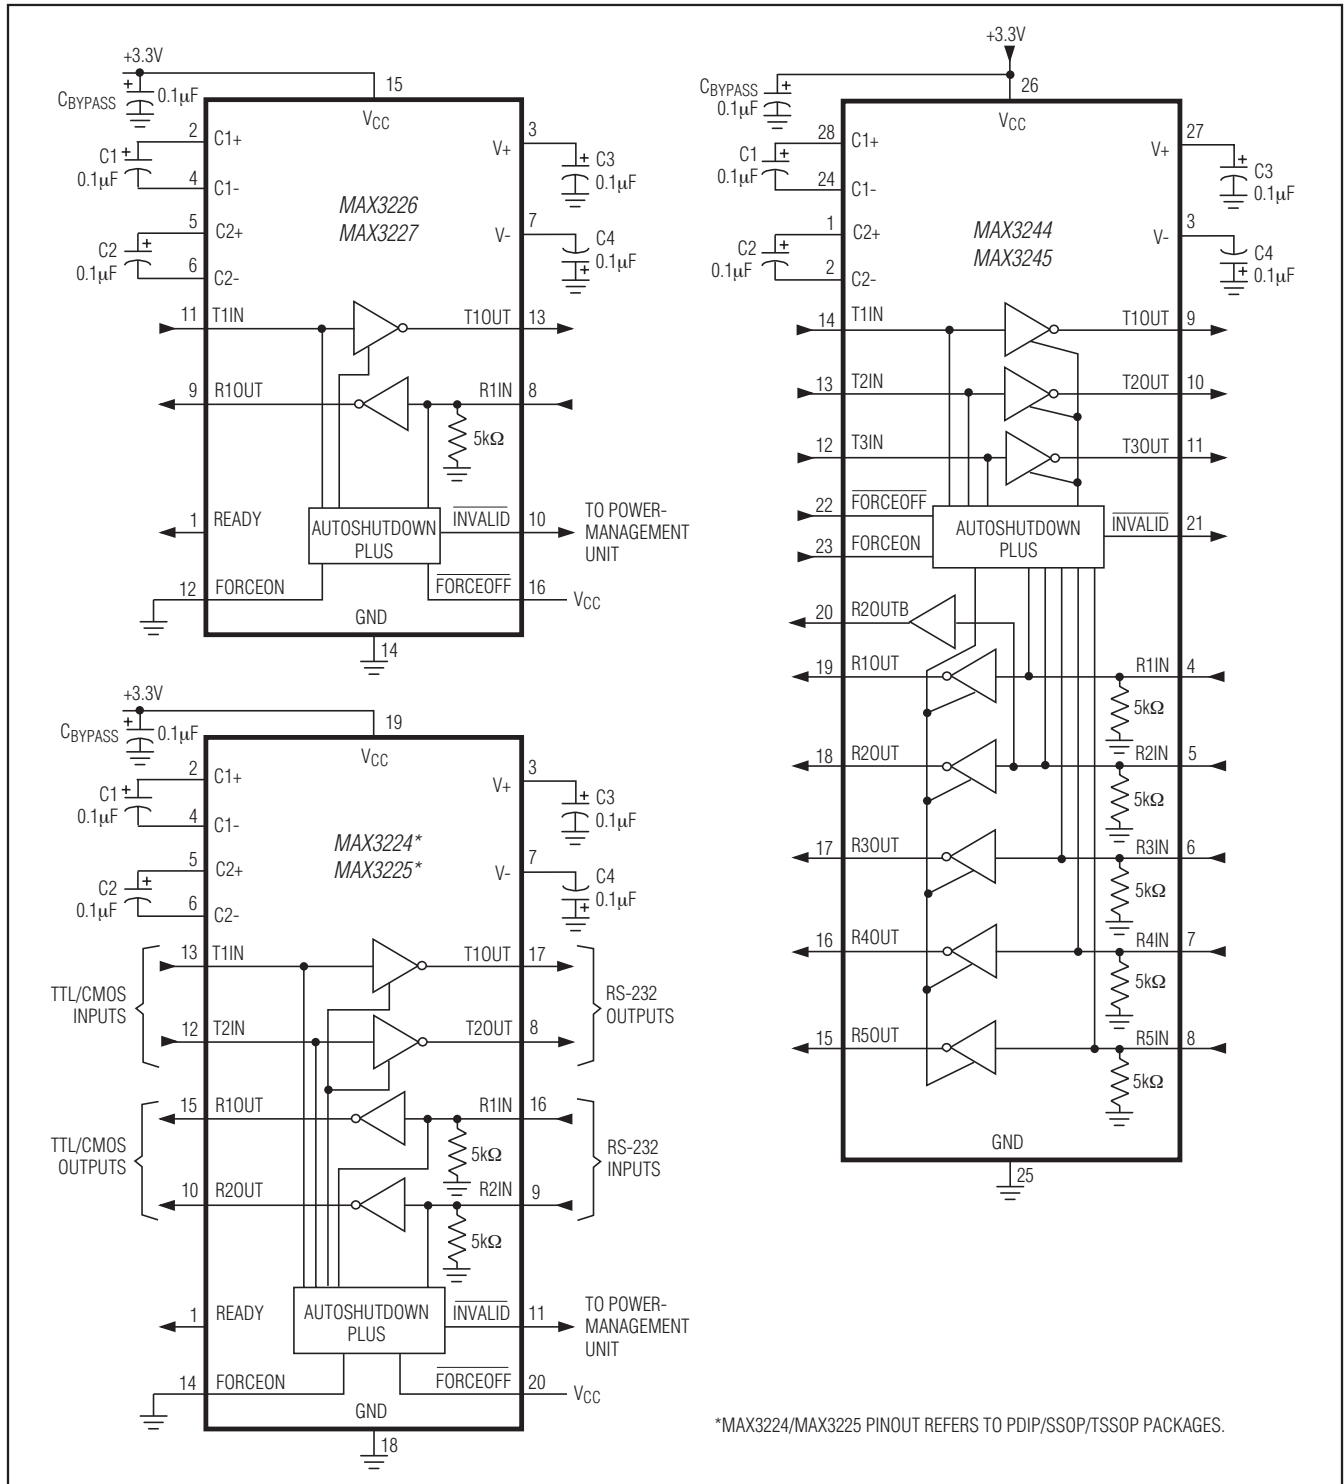 +3.3V
CBYPASS
0.1µF
15
VCC
2
C1+
C1
0.1µF
4
C1-
5
C2+
C2
0.1µF
6
C2-
MAX3226
MAX3227
3
V+
C3
0.1µF
7
V-
C4
0.1µF
11
T1IN
T1OUT
13
9
R1OUT
R1IN
8
5kΩ
1
READY
AUTOSHUTDOWN
PLUS
INVALID
10
TO POWER-
MANAGEMENT
UNIT
12
FORCEON
FORCEOFF
16
VCC
GND
14
+3.3V
CBYPASS
0.1µF
19
VCC
2
C1+
C1
0.1µF
4
C1-
5
C2+
C2
0.1µF
6
C2-
MAX3224*
MAX3225*
3
V+
C3
0.1µF
7
V-
C4
0.1µF
TTL/CMOS
INPUTS
13
T1IN
T1OUT
17
12
T2IN
T2OUT
8
RS-232
OUTPUTS
TTL/CMOS
OUTPUTS
15
R1OUT
R1IN
16
5kΩ
10
R2OUT
R2IN
9
5kΩ
RS-232
INPUTS
1
READY
AUTOSHUTDOWN
PLUS
INVALID
11
TO POWER-
MANAGEMENT
UNIT
14
FORCEON
FORCEOFF
20
VCC
GND
18
+3.3V
CBYPASS
0.1µF
26
VCC
28
C1+
C1
0.1µF
24
C1-
1
C2+
C2
0.1µF
2
C2-
MAX3244
MAX3245
27
V+
C3
0.1µF
3
V-
C4
0.1µF
14
T1IN
T1OUT
9
13
T2IN
T2OUT
10
12
T3IN
T3OUT
11
22
FORCEOFF
23
FORCEON
AUTOSHUTDOWN
PLUS
INVALID
21
20
R2OUTB
19
R1OUT
R1IN
4
5kΩ
18
R2OUT
R2IN
5
5kΩ
17
R3OUT
R3IN
6
5kΩ
16
R4OUT
R4IN
7
5kΩ
15
R5OUT
R5IN
8
5kΩ
GND
25
*MAX3224/MAX3225 PINOUT REFERS TO PDIP/SSOP/TSSOP PACKAGES.